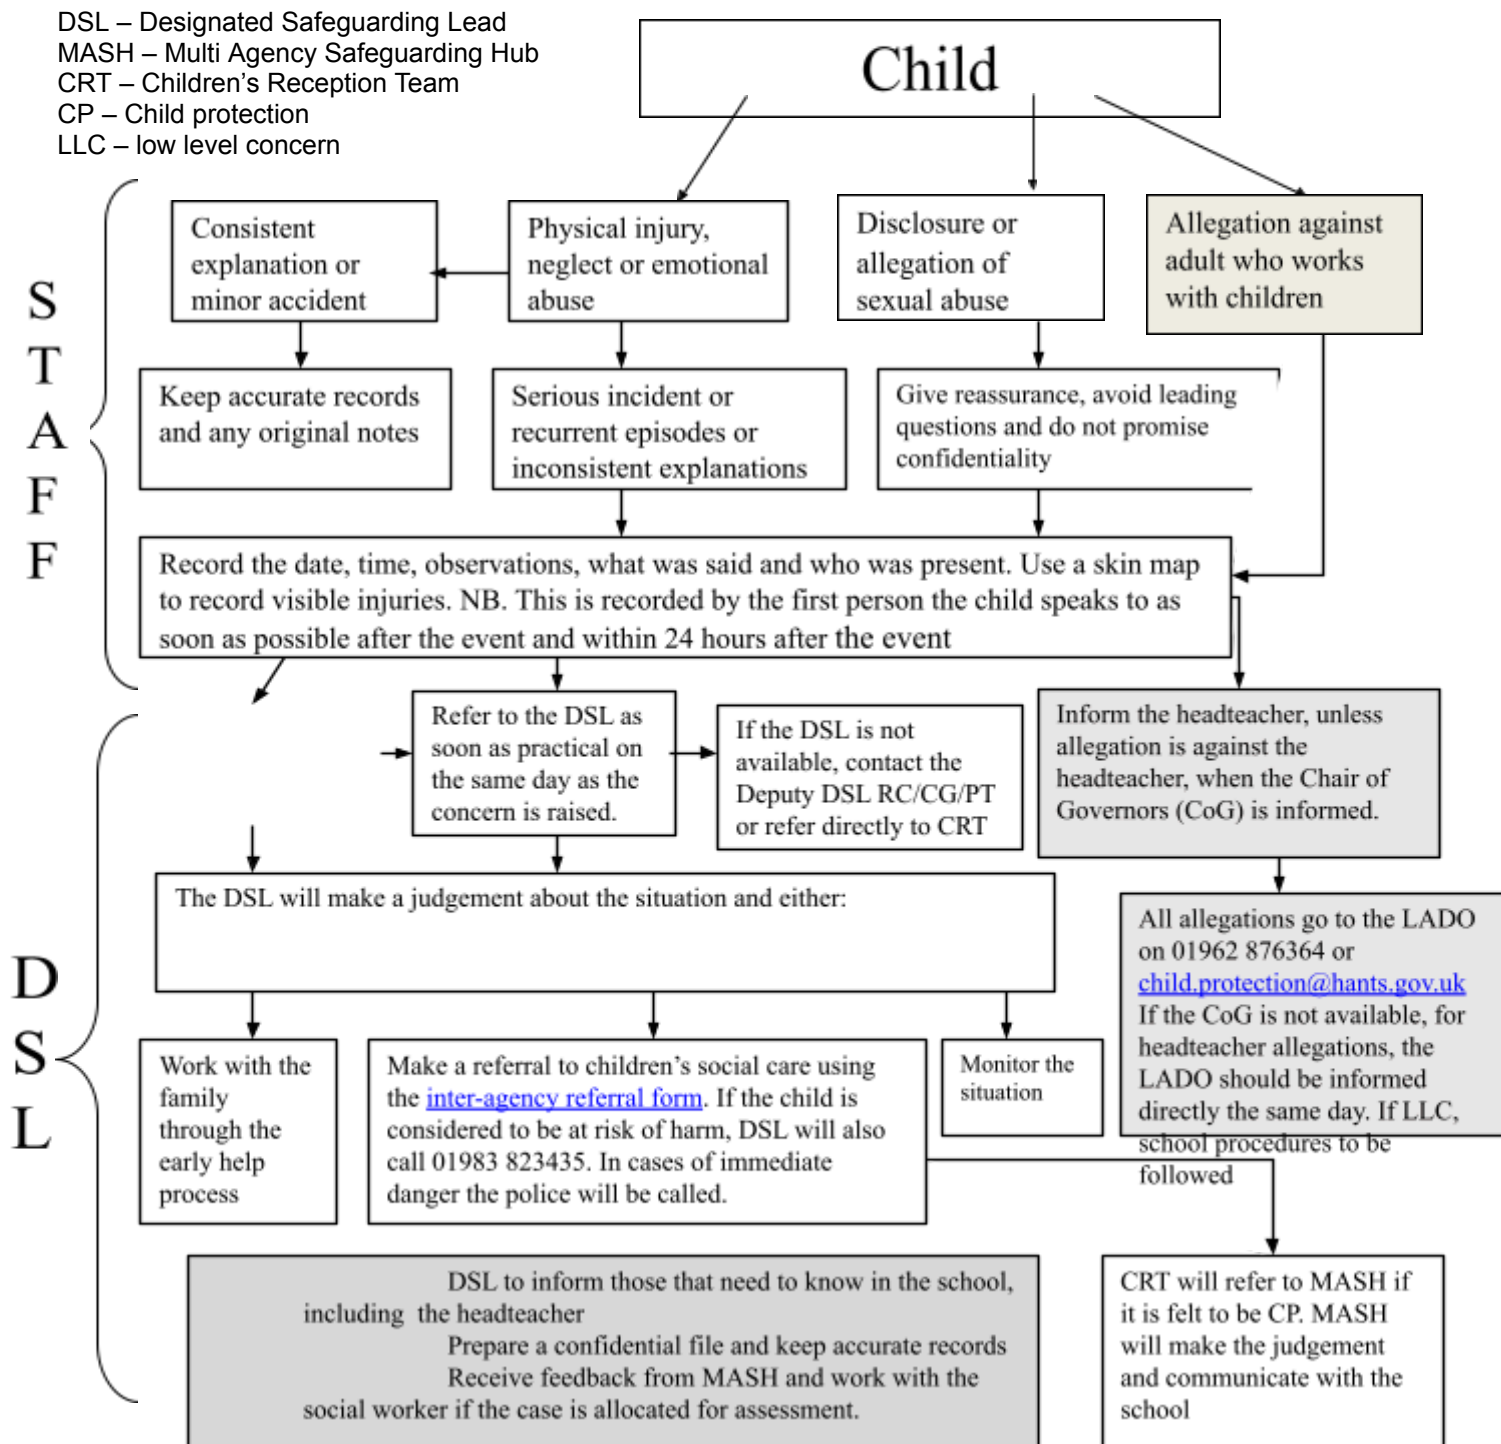 DSL – Designated Safeguarding Lead
MASH – Multi Agency Safeguarding Hub
CRT – Children's Reception Team
CP – Child protection
LLC – low level concern
Child
S
T
A
F
F
Consistent
explanation or
minor accident
Physical injury,
neglect or emotional
abuse
Disclosure or
allegation of
sexual abuse
Allegation against
adult who works
with children
Keep accurate records
and any original notes
Serious incident or
recurrent episodes or
inconsistent explanations
Give reassurance, avoid leading
questions and do not promise
confidentiality
Record the date, time, observations, what was said and who was present. Use a skin map
to record visible injuries. NB. This is recorded by the first person the child speaks to as
soon as possible after the event and within 24 hours after the event
D
S
L
Refer to the DSL as
soon as practical on
the same day as the
concern is raised.
If the DSL is not
available, contact the
Deputy DSL RC/CG/PT
or refer directly to CRT
Inform the headteacher, unless
allegation is against the
headteacher, when the Chair of
Governors (CoG) is informed.
The DSL will make a judgement about the situation and either:
All allegations go to the LADO
on 01962 876364 or
child.protection@hants.gov.uk
If the CoG is not available, for
headteacher allegations, the
LADO should be informed
directly the same day. If LLC,
school procedures to be
followed
Work with the
family
through the
early help
process
Make a referral to children's social care using
the inter-agency referral form. If the child is
considered to be at risk of harm, DSL will also
call 01983 823435. In cases of immediate
danger the police will be called.
Monitor the
situation
DSL to inform those that need to know in the school,
including the headteacher
Prepare a confidential file and keep accurate records
Receive feedback from MASH and work with the
social worker if the case is allocated for assessment.
CRT will refer to MASH if
it is felt to be CP. MASH
will make the judgement
and communicate with the
school